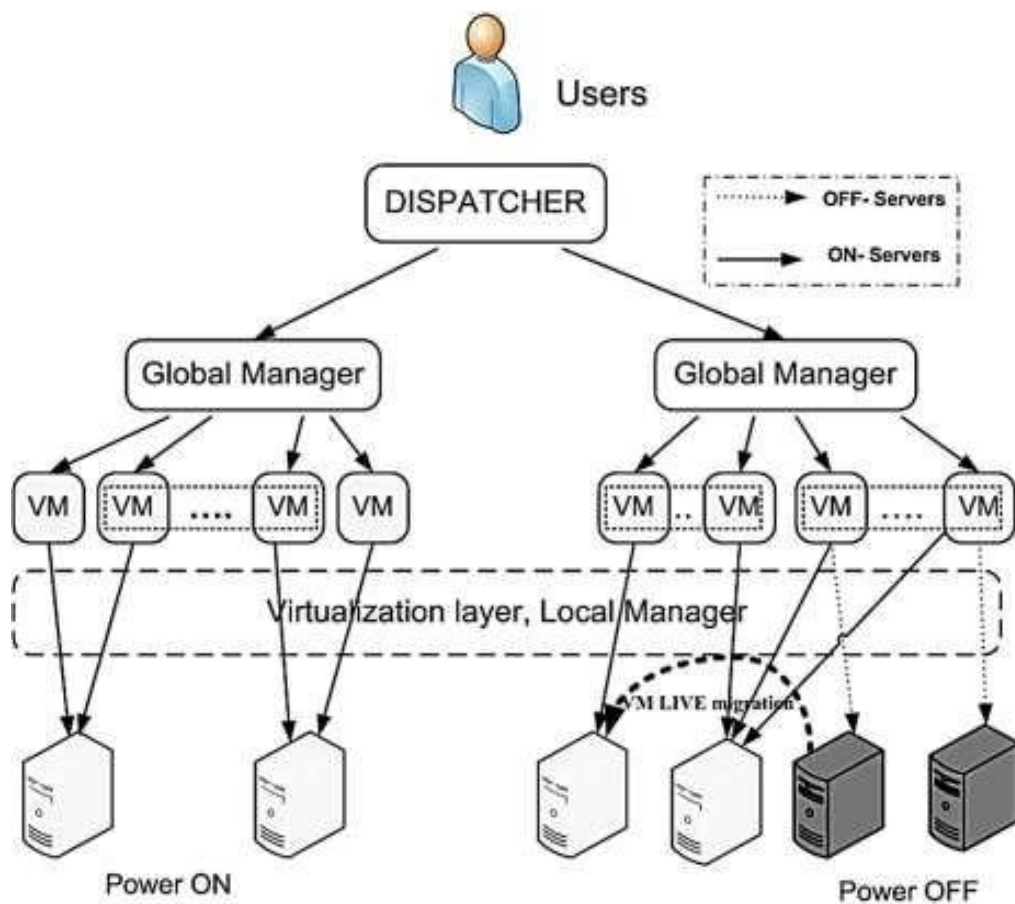 Users
DISPATCHER
OFF- Servers
ON- Servers
Global Manager
Global Manager
VM
VM
....
VM
VM
VM
..
VM
VM
....
VM
Virtualization layer, Local Manager
VM LIVE migration
Power ON
Power OFF